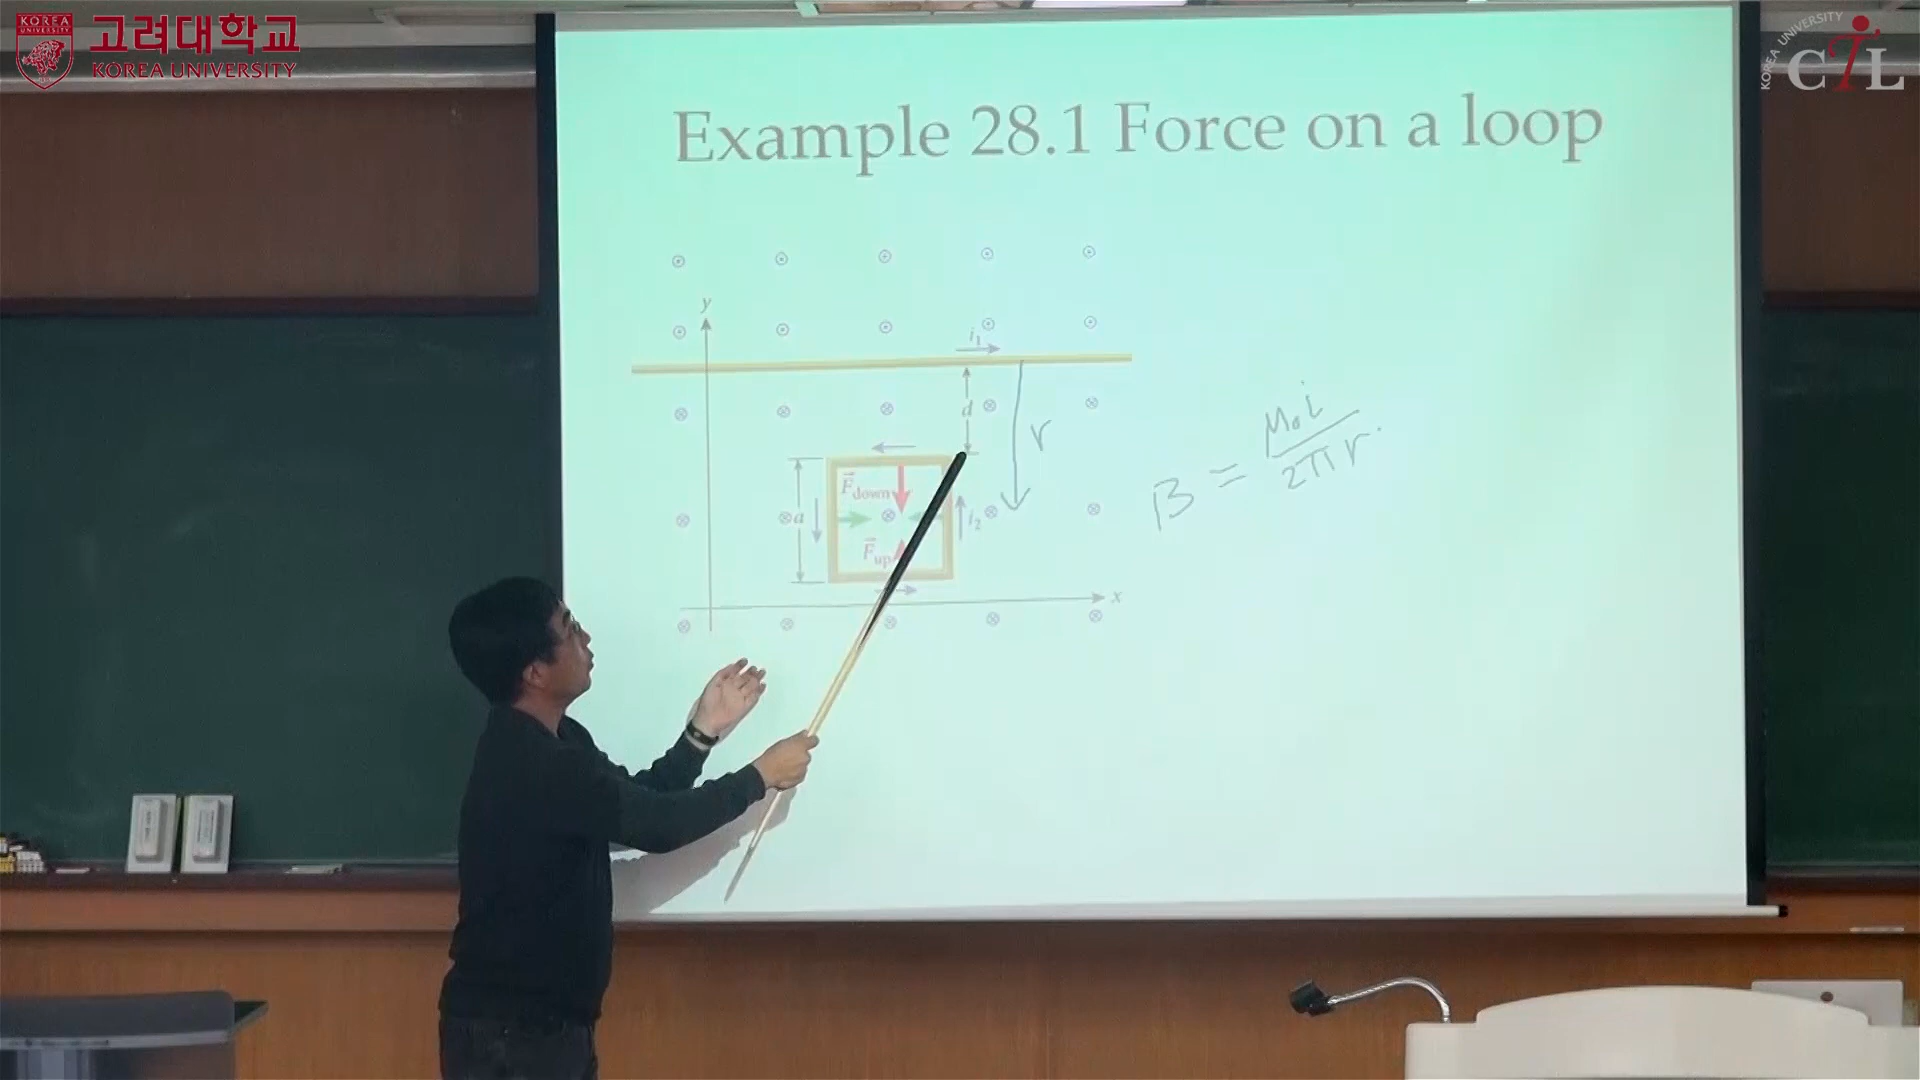 고려대학교
KOREA UNIVERSITY
KOREA UNIVERSITY
KOREA UNIVERSITY
CTL
Example 28.1 Force on a loop
y
i₁
d
r
B = μ₀i / 2πr
F⃗down
a
i₂
F⃗up
x